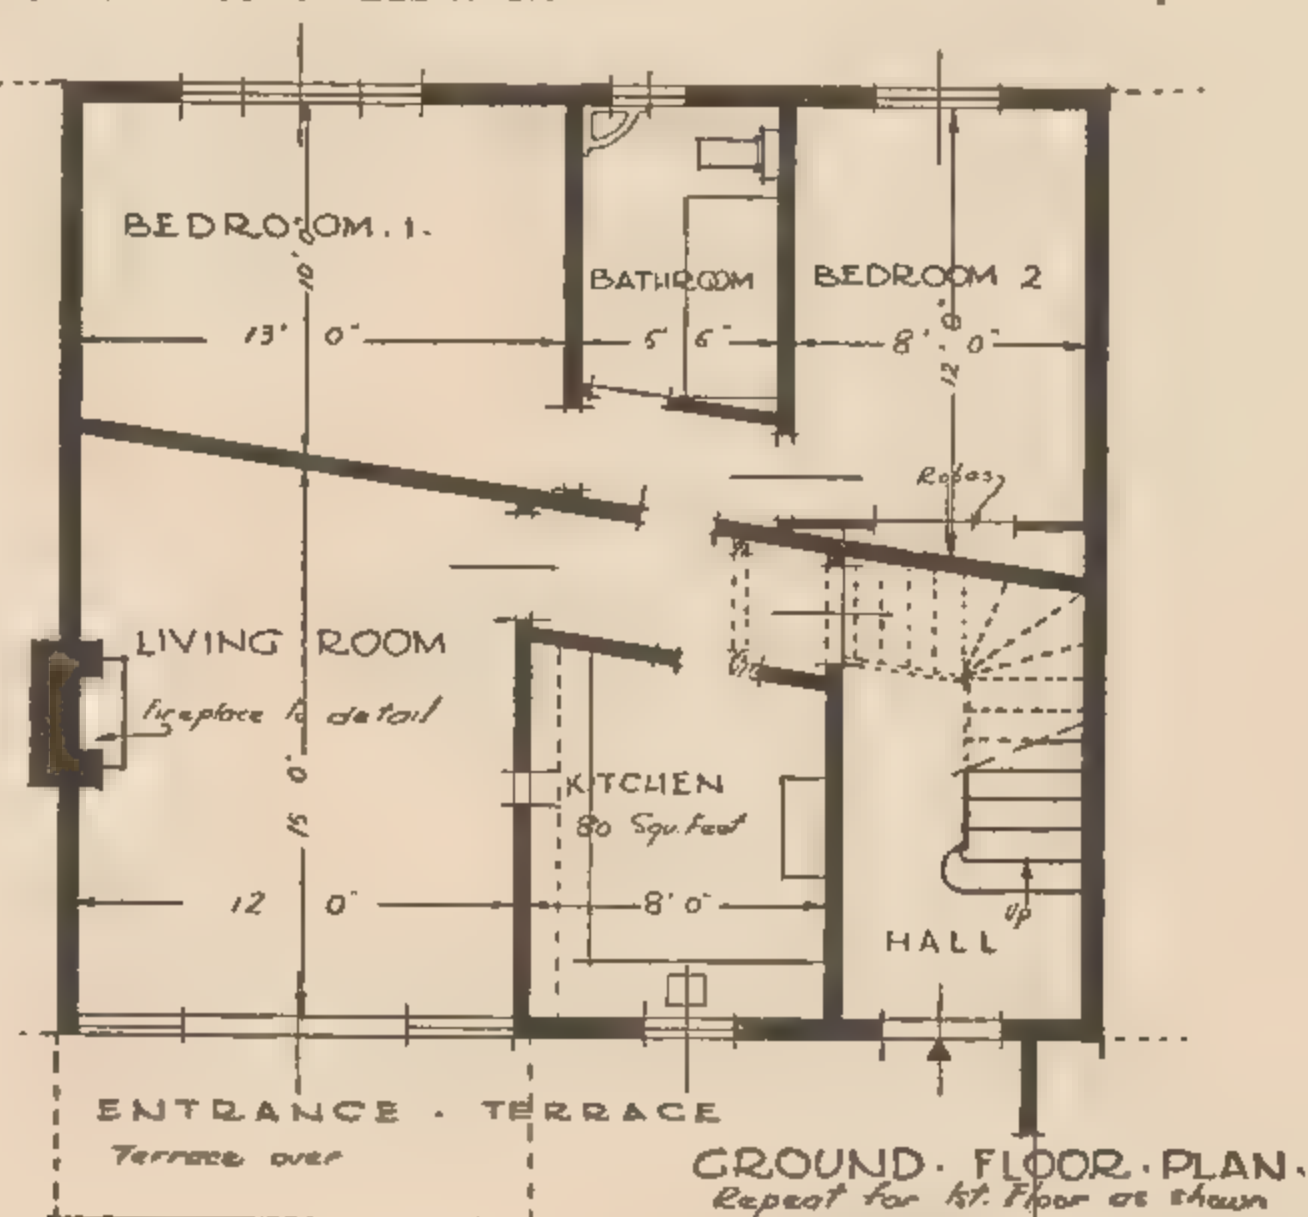 BEDROOM.1.
10' 0"
13' 0"
BATHROOM
5' 6"
BEDROOM 2
8' 0"
12' 0"
Robes
LIVING ROOM
fireplace to detail
15' 0"
12' 0"
KITCHEN
80 Squ. feet
8' 0"
HALL
Up
ENTRANCE . TERRACE
Terrace over
GROUND . FLOOR . PLAN.
Repeat for 1st. Floor as shown